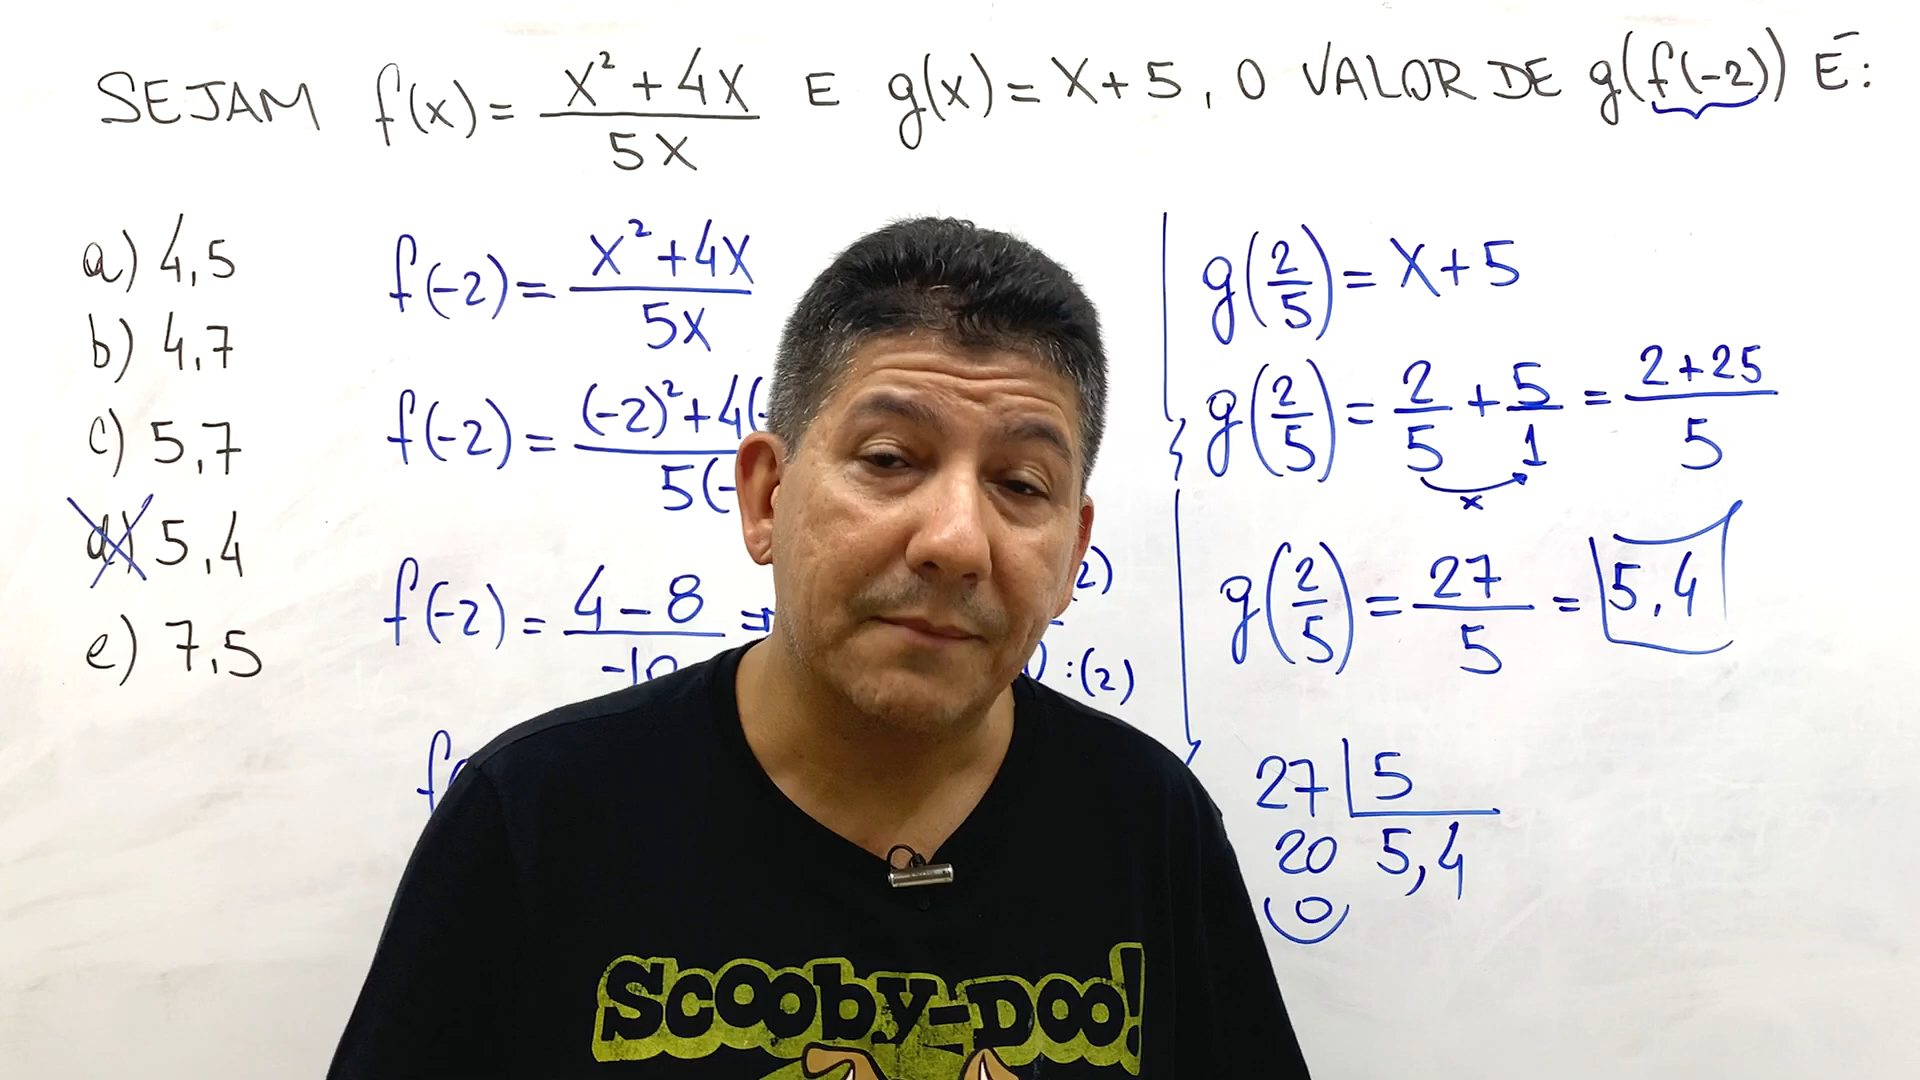 SEJAM f(x) = (x² + 4x)/(5x) E g(x) = x + 5, O VALOR DE g(f(-2)) É:
a) 4,5
b) 4,7
c) 5,7
d) 5,4
e) 7,5
f(-2) = (x² + 4x)/(5x)
f(-2) = ((-2)² + 4(-
5(-
f(-2) = (4 - 8)/(-10 =
2)
:(2)
f(
g(2/5) = x + 5
g(2/5) = 2/5 + 5/1 = (2 + 25)/5
x
g(2/5) = 27/5 = 5,4
27 | 5
20 5,4
0
SCOOBY-DOO!